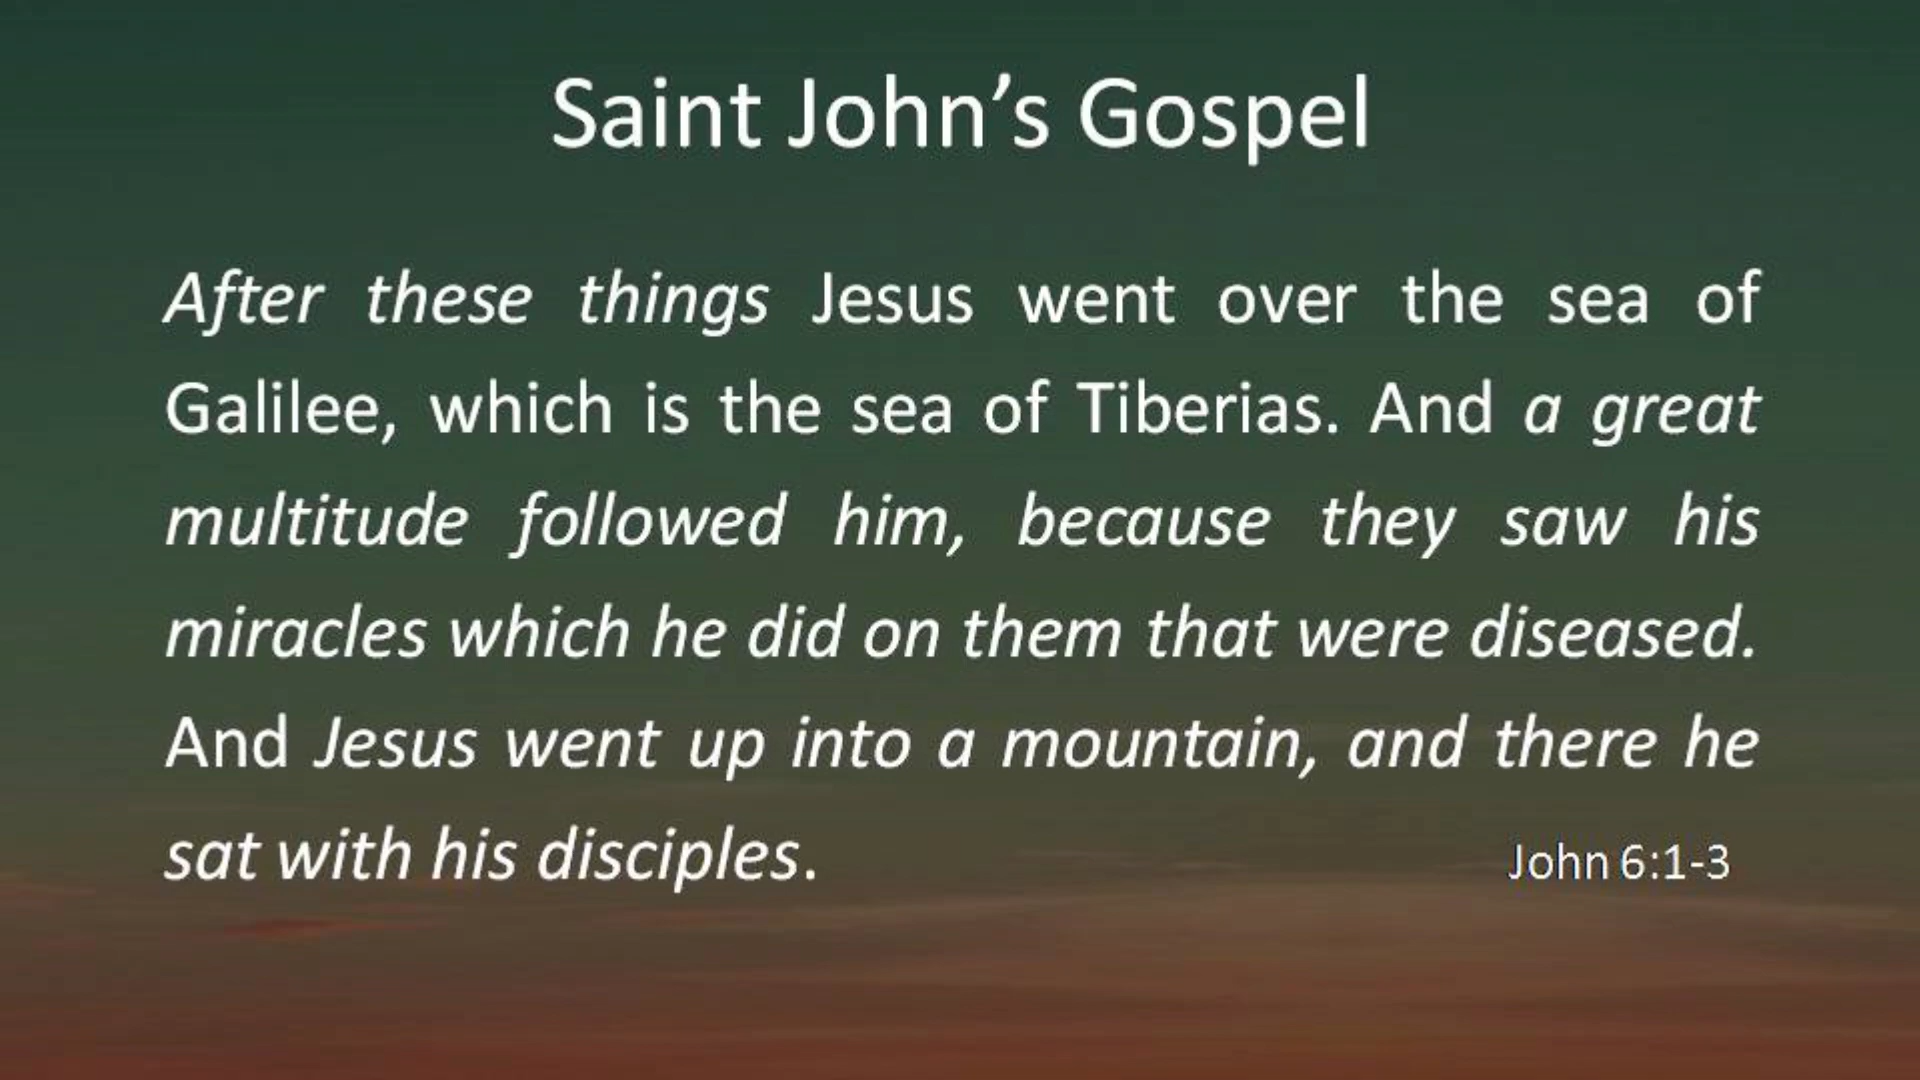 Saint John’s Gospel
After these things Jesus went over the sea of
Galilee, which is the sea of Tiberias. And a great
multitude followed him, because they saw his
miracles which he did on them that were diseased.
And Jesus went up into a mountain, and there he
sat with his disciples.
John 6:1-3